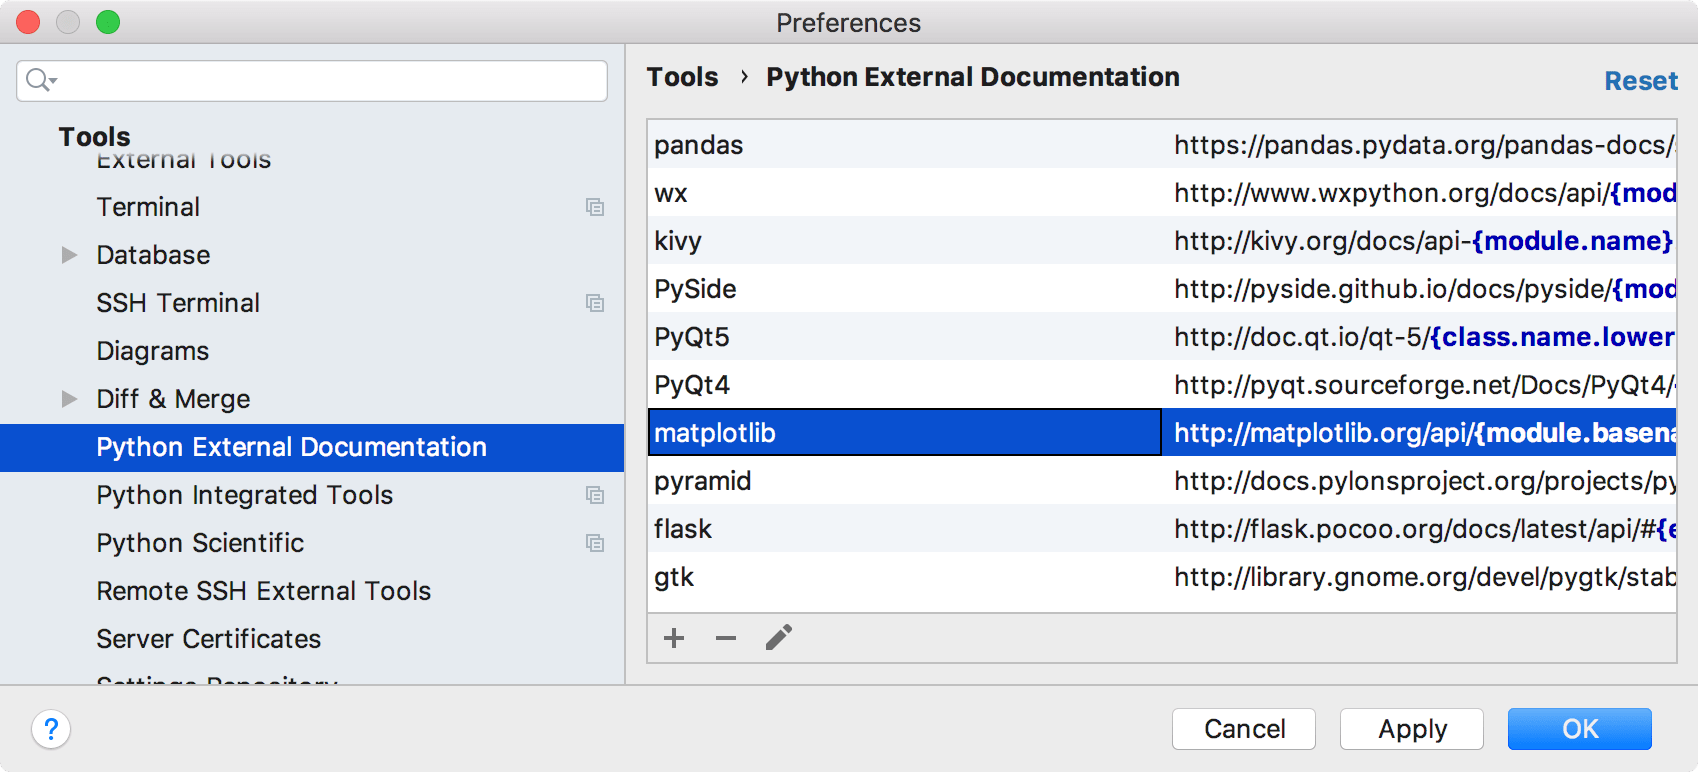 Preferences
Tools
External Tools
Terminal
Database
SSH Terminal
Diagrams
Diff & Merge
Python External Documentation
Python Integrated Tools
Python Scientific
Remote SSH External Tools
Server Certificates
Settings Repository
Tools › Python External Documentation
Reset
pandas https://pandas.pydata.org/pandas-docs/
wx http://www.wxpython.org/docs/api/{mod
kivy http://kivy.org/docs/api-{module.name}
PySide http://pyside.github.io/docs/pyside/{mod
PyQt5 http://doc.qt.io/qt-5/{class.name.lower
PyQt4 http://pyqt.sourceforge.net/Docs/PyQt4/
matplotlib http://matplotlib.org/api/{module.basena
pyramid http://docs.pylonsproject.org/projects/py
flask http://flask.pocoo.org/docs/latest/api/#{e
gtk http://library.gnome.org/devel/pygtk/stab
?
Cancel
Apply
OK